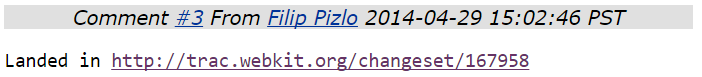 Comment #3 From Filip Pizlo 2014-04-29 15:02:46 PST
Landed in http://trac.webkit.org/changeset/167958